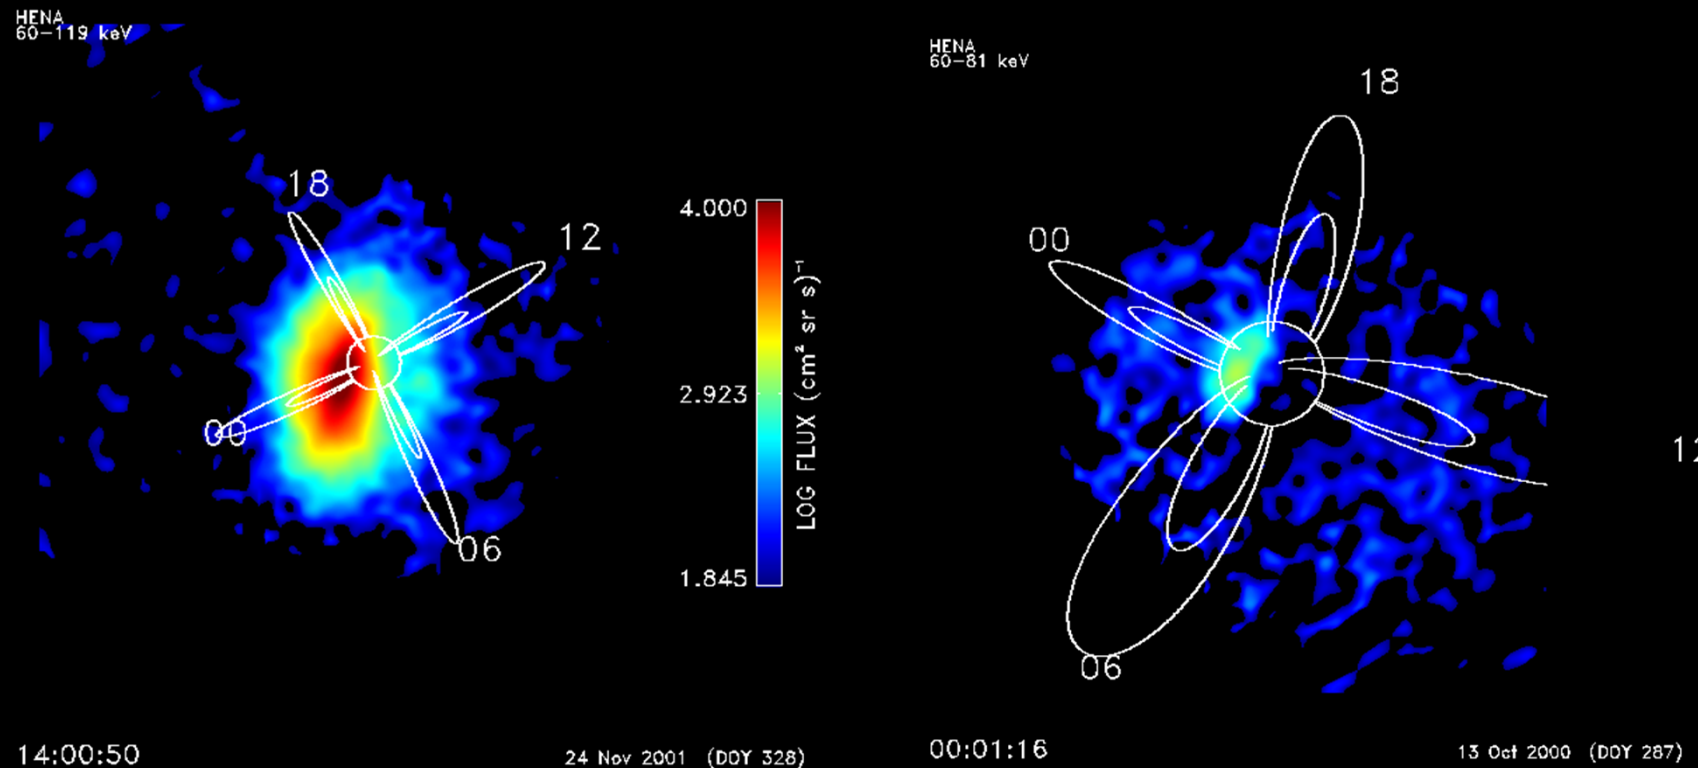 HENA
60-119 keV
18
12
00
06
4.000
2.923
1.845
LOG FLUX (cm² sr s)⁻¹
14:00:50
24 Nov 2001 (DOY 328)
HENA
60-81 keV
18
00
12
06
00:01:16
13 Oct 2000 (DOY 287)